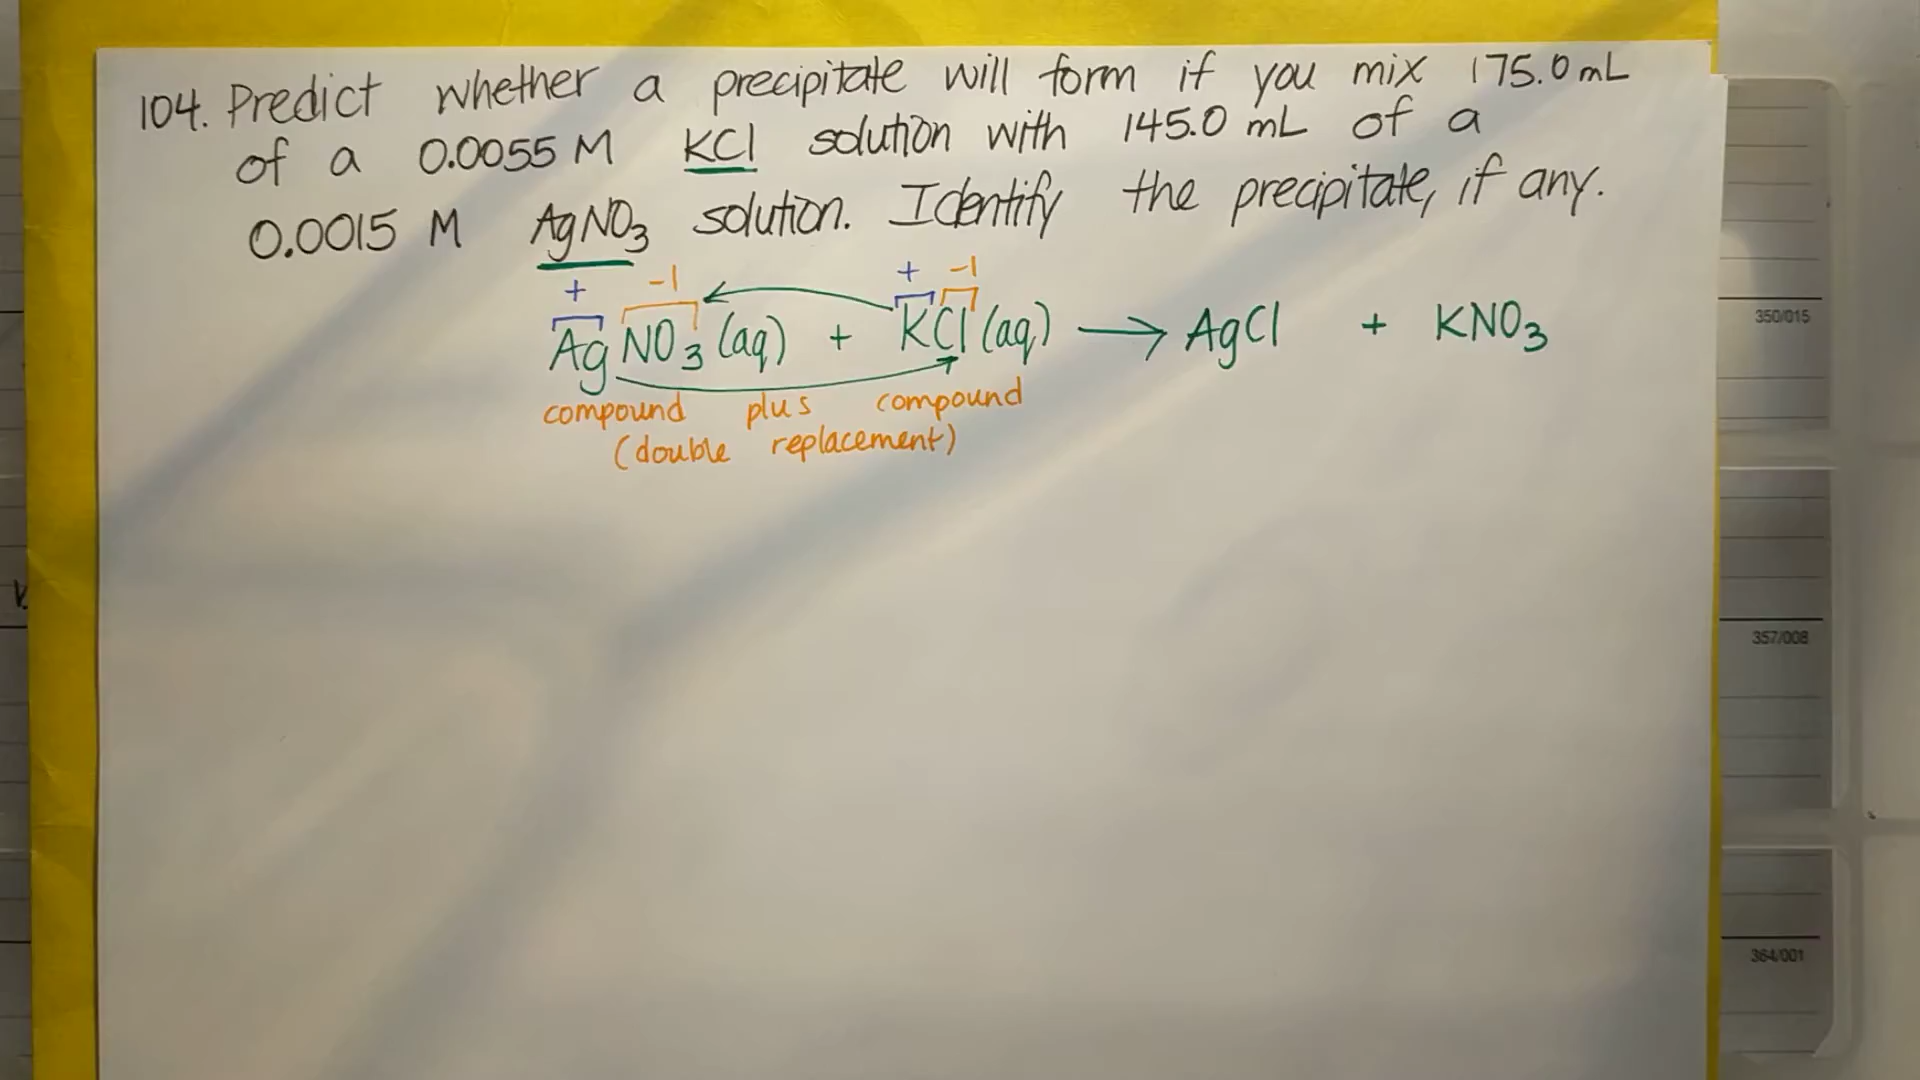 104. Predict whether a precipitate will form if you mix 175.0 mL
of a 0.0055 M KCl solution with 145.0 mL of a
0.0015 M AgNO₃ solution. Identify the precipitate, if any.
+ -1 + -1
AgNO₃ (aq) + KCl (aq) → AgCl + KNO₃
compound plus compound
(double replacement)
350/015
357/008
364/001